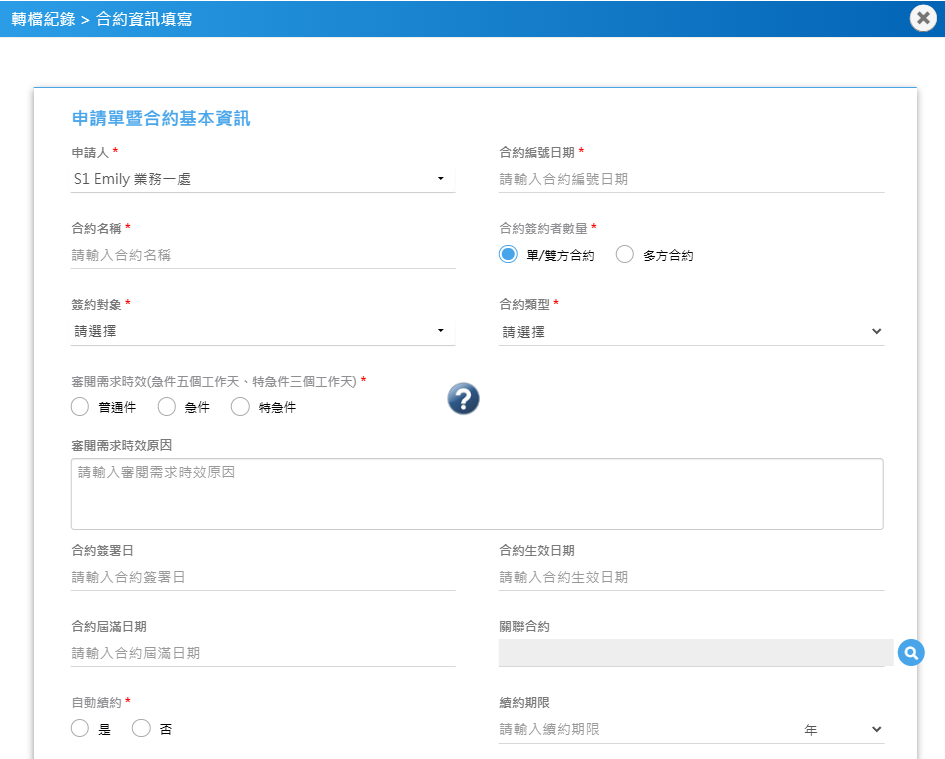 轉檔紀錄 > 合約資訊填寫
申請單暨合約基本資訊
申請人 *
合約編號日期 *
S1 Emily 業務一處
請輸入合約編號日期
合約名稱 *
合約簽約者數量 *
請輸入合約名稱
單/雙方合約
多方合約
簽約對象 *
合約類型 *
請選擇
請選擇
審閱需求時效(急件五個工作天、特急件三個工作天) *
普通件
急件
特急件
?
審閱需求時效原因
請輸入審閱需求時效原因
合約簽署日
合約生效日期
請輸入合約簽署日
請輸入合約生效日期
合約屆滿日期
關聯合約
請輸入合約屆滿日期
自動續約 *
續約期限
是
否
請輸入續約期限
年